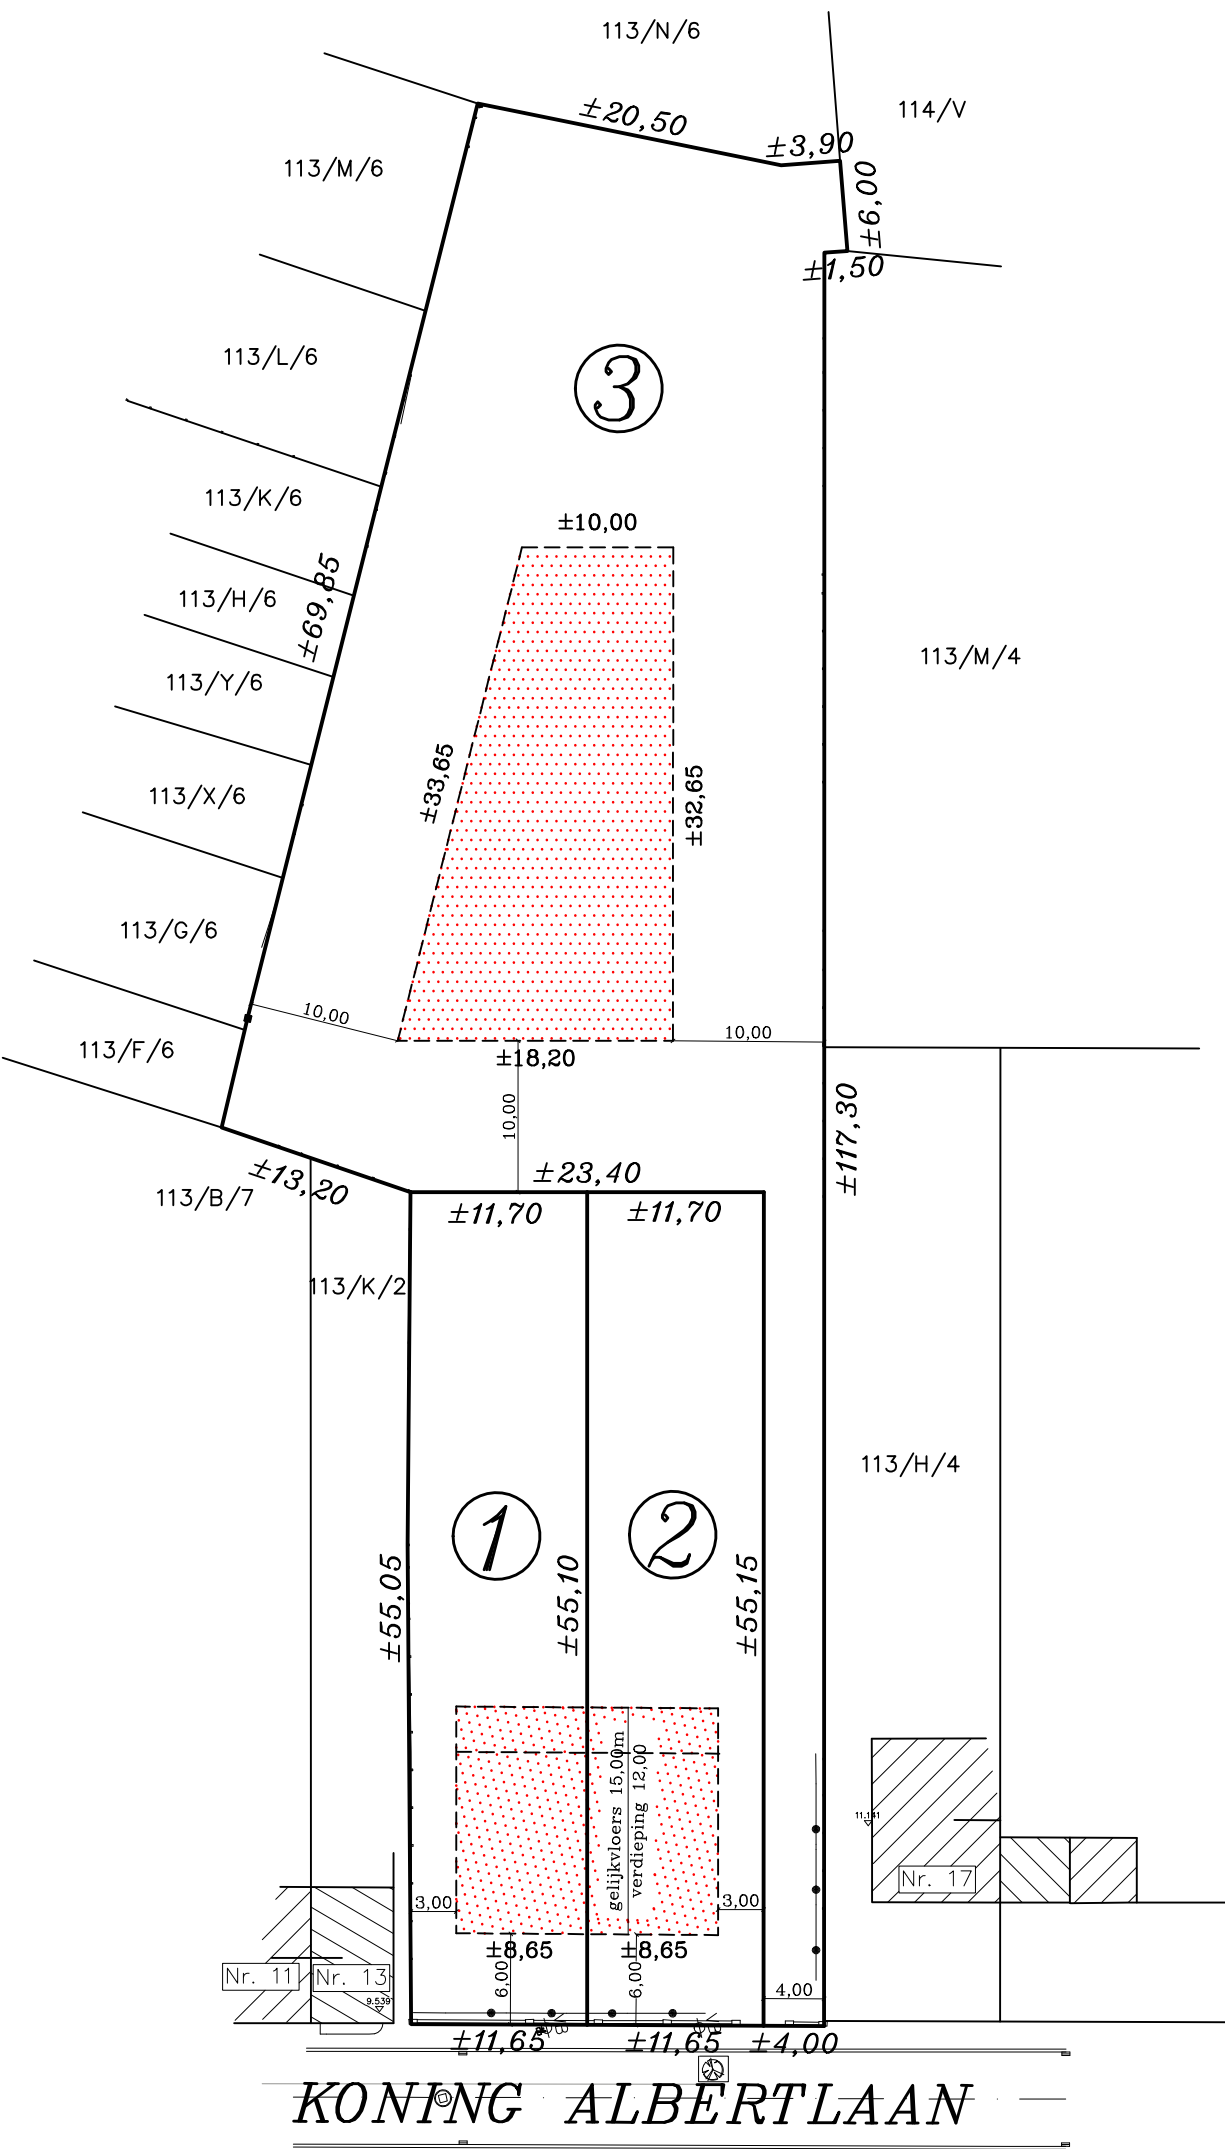 113/N/6
±20,50
114/V
±3,90
113/M/6
±6,00
±1,50
113/L/6
3
113/K/6
±10,00
±69,85
113/H/6
113/M/4
113/Y/6
±33,65
±32,65
113/X/6
113/G/6
10,00
10,00
113/F/6
±18,20
10,00
±117,30
±13,20
±23,40
113/B/7
±11,70
±11,70
113/K/2
113/H/4
1
2
±55,05
±55,10
±55,15
gelijkvloers 15,00m
verdieping 12,00
11.141
Nr. 17
3,00
3,00
±8,65
±8,65
Nr. 11
Nr. 13
6,00
6,00
9.539
4,00
±11,65
±11,65
±4,00
KONING ALBERTLAAN